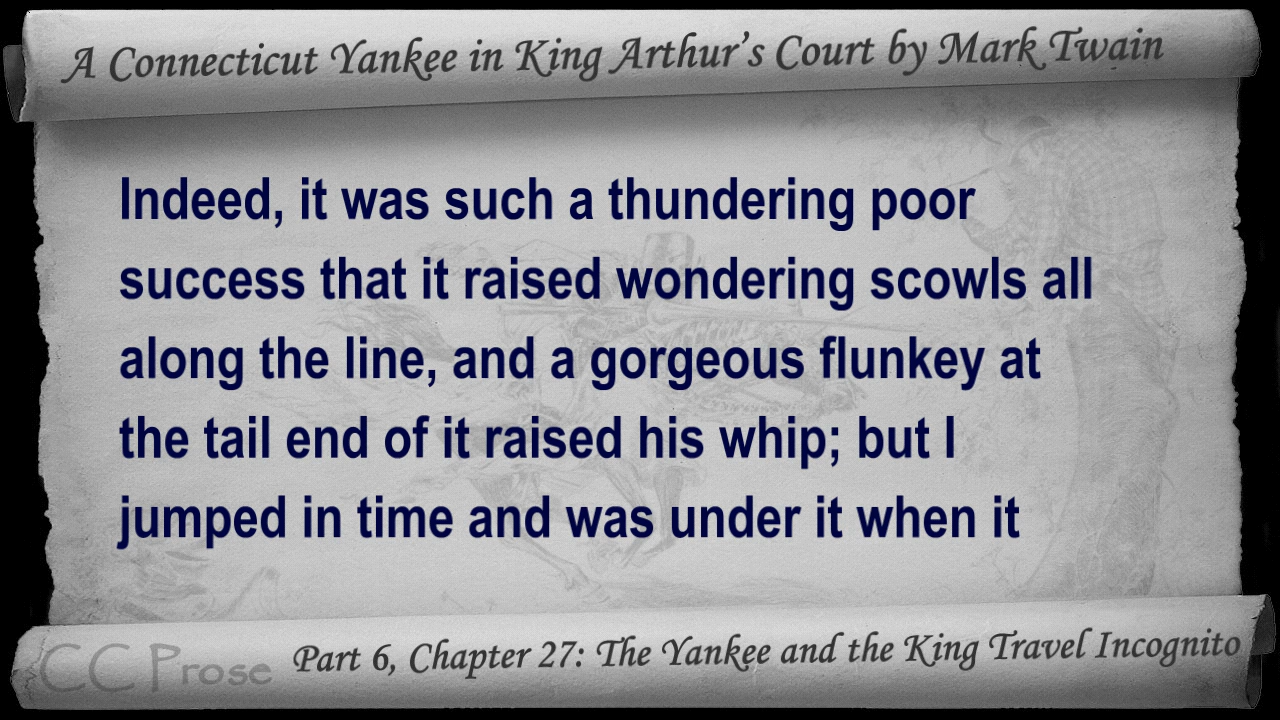 A Connecticut Yankee in King Arthur's Court by Mark Twain
Indeed, it was such a thundering poor
success that it raised wondering scowls all
along the line, and a gorgeous flunkey at
the tail end of it raised his whip; but I
jumped in time and was under it when it
CC Prose
Part 6, Chapter 27: The Yankee and the King Travel Incognito